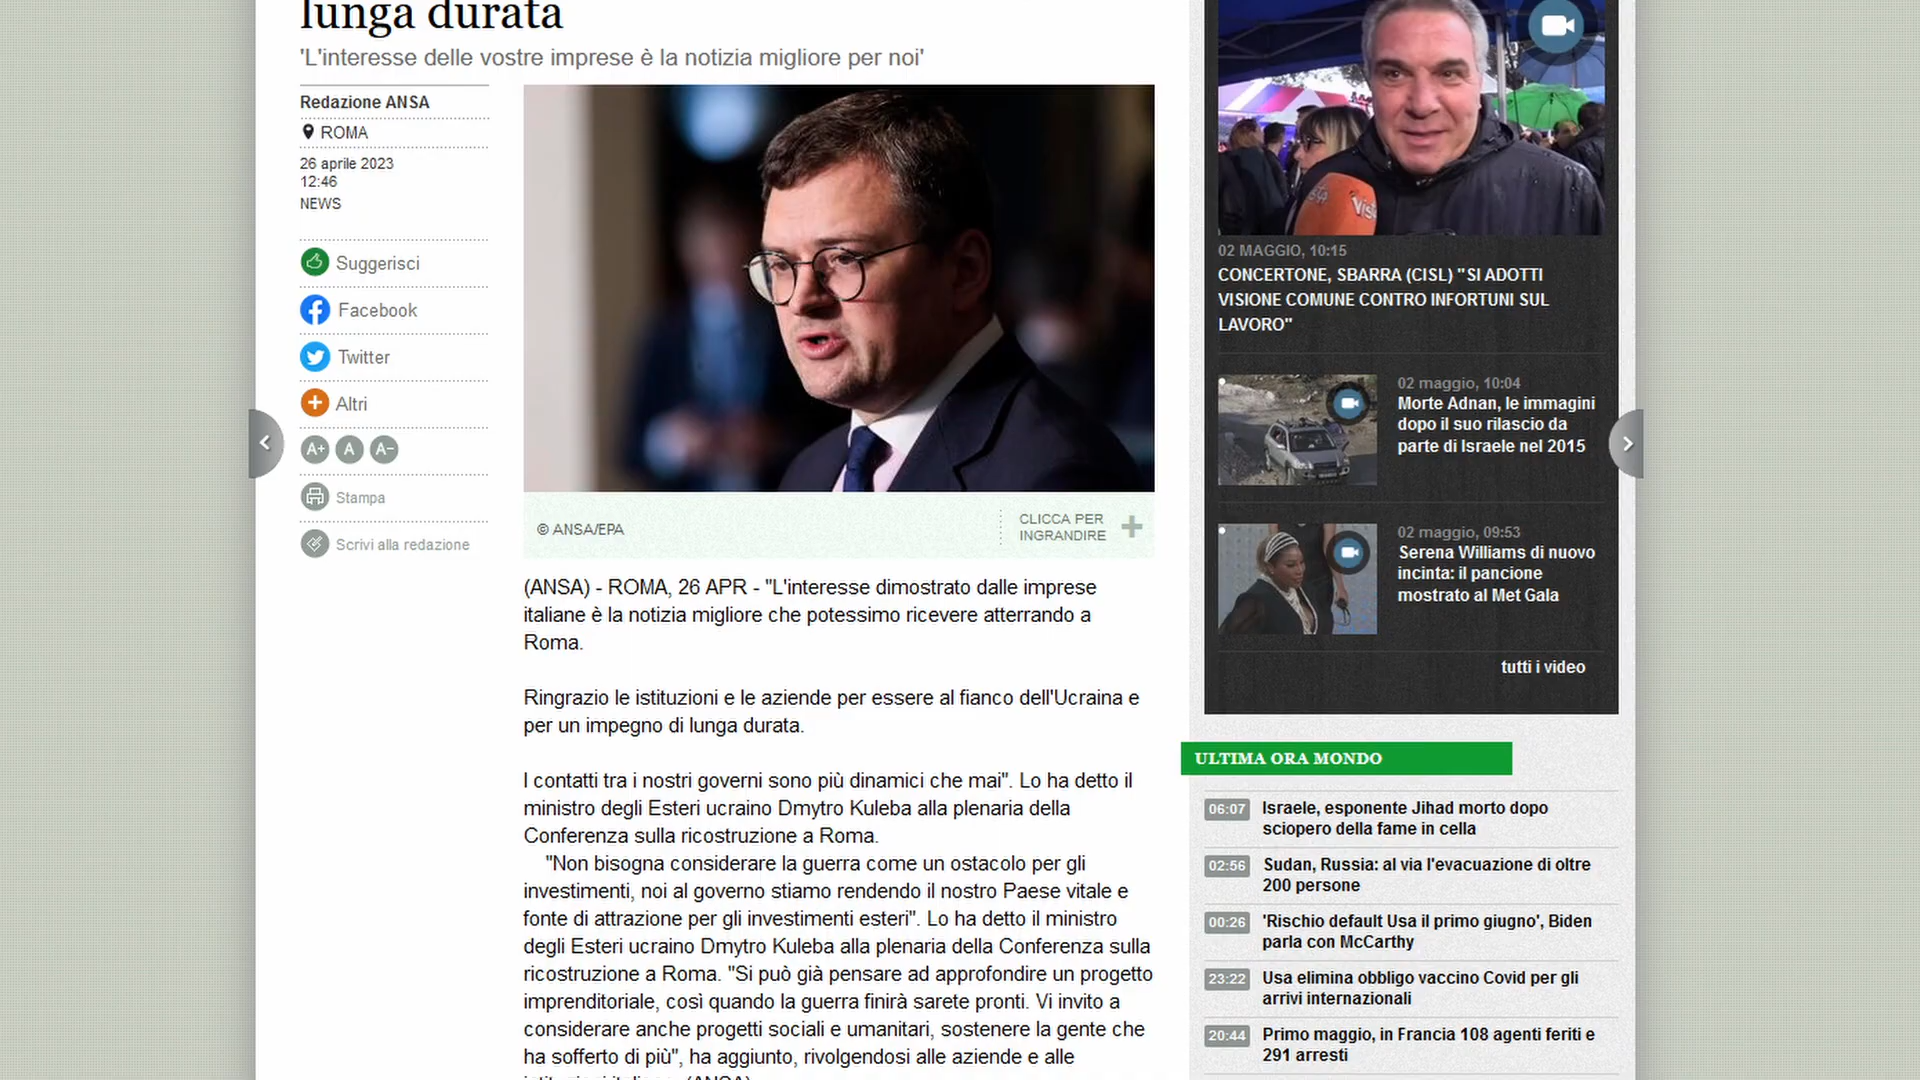 lunga durata
'L'interesse delle vostre imprese è la notizia migliore per noi'
Redazione ANSA
ROMA
26 aprile 2023
12:46
NEWS
Suggerisci
Facebook
Twitter
Altri
A+ A A-
Stampa
Scrivi alla redazione
© ANSA/EPA
CLICCA PER
INGRANDIRE
(ANSA) - ROMA, 26 APR - "L'interesse dimostrato dalle imprese
italiane è la notizia migliore che potessimo ricevere atterrando a
Roma.
Ringrazio le istituzioni e le aziende per essere al fianco dell'Ucraina e
per un impegno di lunga durata.
I contatti tra i nostri governi sono più dinamici che mai". Lo ha detto il
ministro degli Esteri ucraino Dmytro Kuleba alla plenaria della
Conferenza sulla ricostruzione a Roma.
"Non bisogna considerare la guerra come un ostacolo per gli
investimenti, noi al governo stiamo rendendo il nostro Paese vitale e
fonte di attrazione per gli investimenti esteri". Lo ha detto il ministro
degli Esteri ucraino Dmytro Kuleba alla plenaria della Conferenza sulla
ricostruzione a Roma. "Si può già pensare ad approfondire un progetto
imprenditoriale, così quando la guerra finirà sarete pronti. Vi invito a
considerare anche progetti sociali e umanitari, sostenere la gente che
ha sofferto di più", ha aggiunto, rivolgendosi alle aziende e alle
02 MAGGIO, 10:15
CONCERTONE, SBARRA (CISL) "SI ADOTTI
VISIONE COMUNE CONTRO INFORTUNI SUL
LAVORO"
02 maggio, 10:04
Morte Adnan, le immagini
dopo il suo rilascio da
parte di Israele nel 2015
02 maggio, 09:53
Serena Williams di nuovo
incinta: il pancione
mostrato al Met Gala
tutti i video
ULTIMA ORA MONDO
06:07 Israele, esponente Jihad morto dopo
sciopero della fame in cella
02:56 Sudan, Russia: al via l'evacuazione di oltre
200 persone
00:26 'Rischio default Usa il primo giugno', Biden
parla con McCarthy
23:22 Usa elimina obbligo vaccino Covid per gli
arrivi internazionali
20:44 Primo maggio, in Francia 108 agenti feriti e
291 arresti